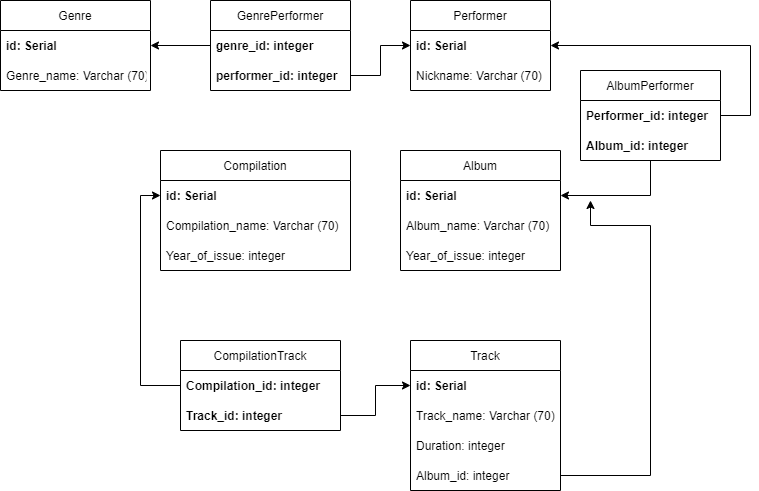 Genre
id: Serial
Genre_name: Varchar (70)
GenrePerformer
genre_id: integer
performer_id: integer
Performer
id: Serial
Nickname: Varchar (70)
AlbumPerformer
Performer_id: integer
Album_id: integer
Compilation
id: Serial
Compilation_name: Varchar (70)
Year_of_issue: integer
Album
id: Serial
Album_name: Varchar (70)
Year_of_issue: integer
CompilationTrack
Compilation_id: integer
Track_id: integer
Track
id: Serial
Track_name: Varchar (70)
Duration: integer
Album_id: integer